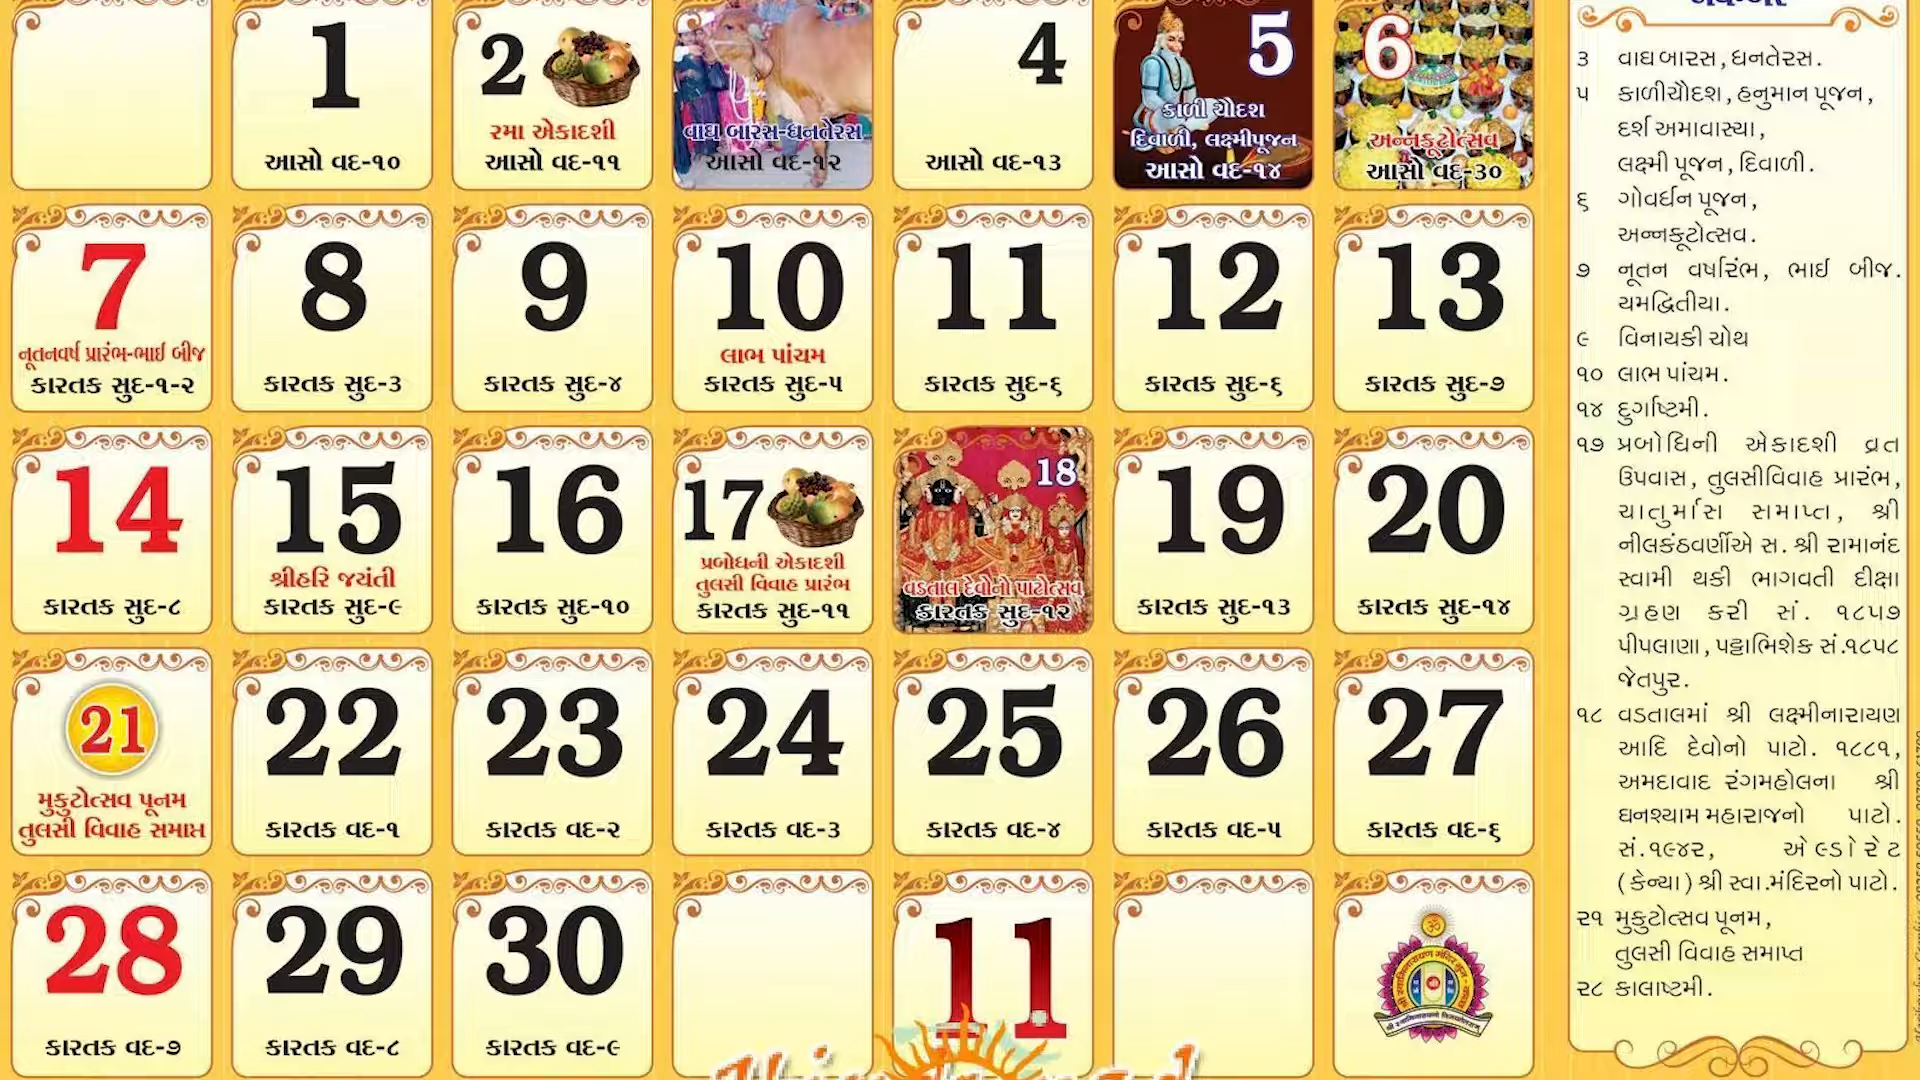 1
આસો વદ-૧૦
2
રમા એકાદશી
આસો વદ-૧૧
વાઘ બારસ-ધનતેરસ
આસો વદ-૧૨
4
આસો વદ-૧૩
5
કાળી ચૌદશ
દિવાળી, લક્ષ્મીપૂજન
આસો વદ-૧૪
6
અન્નકૂટોત્સવ
આસો વદ-૩૦
7
નૂતનવર્ષ પ્રારંભ-ભાઈ બીજ
કારતક સુદ-૧-૨
8
કારતક સુદ-૩
9
કારતક સુદ-૪
10
લાભ પાંચમ
કારતક સુદ-૫
11
કારતક સુદ-૬
12
કારતક સુદ-૬
13
કારતક સુદ-૭
14
કારતક સુદ-૮
15
શ્રીહરિ જયંતી
કારતક સુદ-૯
16
કારતક સુદ-૧૦
17
પ્રબોધની એકાદશી
તુલસી વિવાહ પ્રારંભ
કારતક સુદ-૧૧
18
વડતાલ દેવોનો પાટોત્સવ
કારતક સુદ-૧૨
19
કારતક સુદ-૧૩
20
કારતક સુદ-૧૪
21
મુકુટોત્સવ પૂનમ
તુલસી વિવાહ સમાપ્ત
22
કારતક વદ-૧
23
કારતક વદ-૨
24
કારતક વદ-૩
25
કારતક વદ-૪
26
કારતક વદ-૫
27
કારતક વદ-૬
28
કારતક વદ-૭
29
કારતક વદ-૮
30
કારતક વદ-૯
11
૩ વાઘ બારસ, ધનતેરસ.
૫ કાળીચૌદશ, હનુમાન પૂજન,
દર્શ અમાવાસ્યા,
લક્ષ્મી પૂજન, દિવાળી.
૬ ગોવર્ધન પૂજન,
અન્નકૂટોત્સવ.
૭ નૂતન વર્ષારંભ, ભાઈ બીજ.
યમદ્વિતીયા.
૯ વિનાયકી ચોથ
૧૦ લાભ પાંચમ.
૧૪ દુર્ગાષ્ટમી.
૧૭ પ્રબોધિની એકાદશી વ્રત
ઉપવાસ, તુલસીવિવાહ પ્રારંભ,
ચાતુર્માસ સમાપ્ત, શ્રી
નીલકંઠવર્ણીએ સ. શ્રી રામાનંદ
સ્વામી થકી ભાગવતી દીક્ષા
ગ્રહણ કરી સં. ૧૮૫૭
પીપલાણા, પટ્ટાભિશેક સં.૧૮૫૮
જેતપુર.
૧૮ વડતાલમાં શ્રી લક્ષ્મીનારાયણ
આદિ દેવોનો પાટો. ૧૮૮૧,
અમદાવાદ રંગમહોલના શ્રી
ઘનશ્યામ મહારાજનો પાટો.
સં.૧૯૪૨, એલ્ડોરેટ
(કેન્યા) શ્રી સ્વા.મંદિરનો પાટો.
૨૧ મુકુટોત્સવ પૂનમ,
તુલસી વિવાહ સમાપ્ત
૨૮ કાલાષ્ટમી.